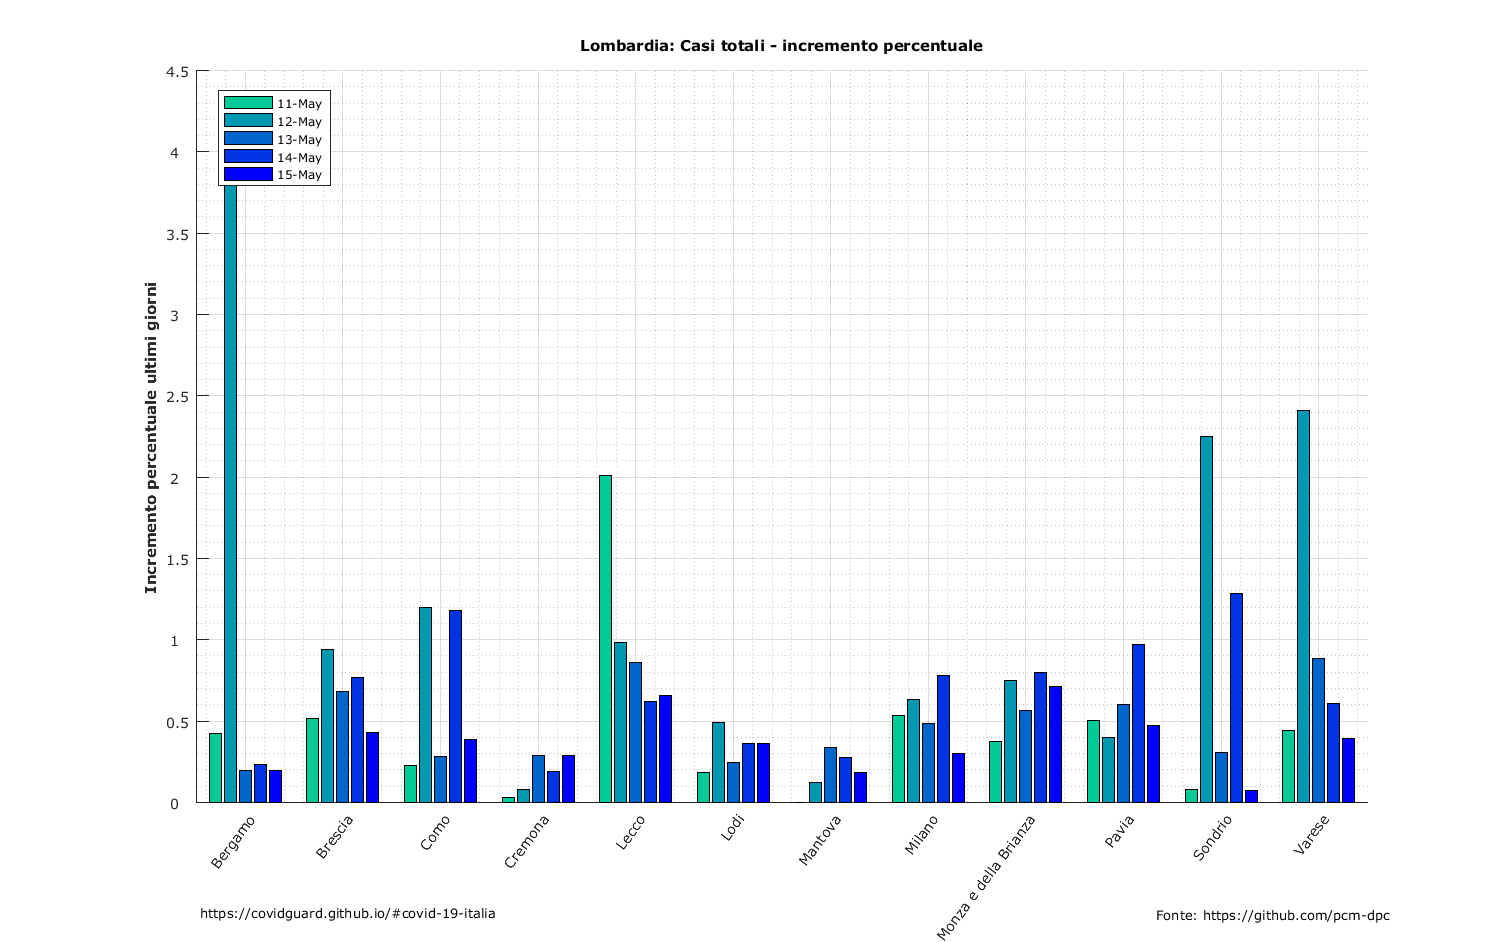 Lombardia: Casi totali - incremento percentuale
Incremento percentuale ultimi giorni
4.5
4
3.5
3
2.5
2
1.5
1
0.5
0
11-May
12-May
13-May
14-May
15-May
Bergamo
Brescia
Como
Cremona
Lecco
Lodi
Mantova
Milano
Monza e della Brianza
Pavia
Sondrio
Varese
https://covidguard.github.io/#covid-19-italia
Fonte: https://github.com/pcm-dpc